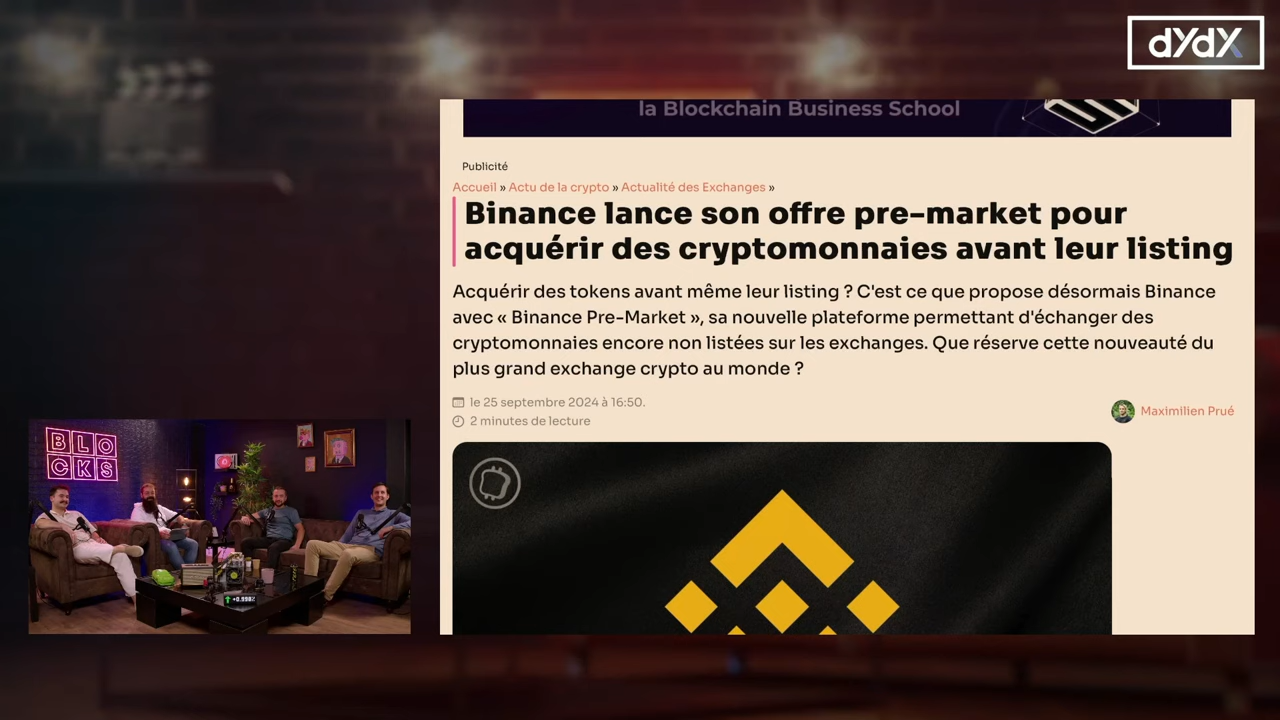 dYdX
la Blockchain Business School
Publicité
Accueil » Actu de la crypto » Actualité des Exchanges »
Binance lance son offre pre-market pour
acquérir des cryptomonnaies avant leur listing
Acquérir des tokens avant même leur listing ? C'est ce que propose désormais Binance
avec « Binance Pre-Market », sa nouvelle plateforme permettant d'échanger des
cryptomonnaies encore non listées sur les exchanges. Que réserve cette nouveauté du
plus grand exchange crypto au monde ?
le 25 septembre 2024 à 16:50.
2 minutes de lecture
Maximilien Prué
BLO
CKS